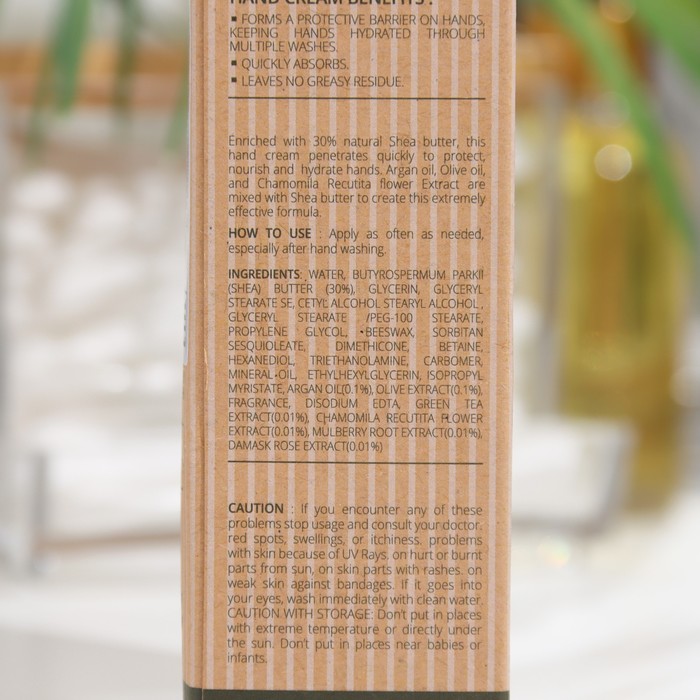 HAND CREAM BENEFITS :
▪ FORMS A PROTECTIVE BARRIER ON HANDS,
KEEPING HANDS HYDRATED THROUGH
MULTIPLE WASHES.
▪ QUICKLY ABSORBS.
▪ LEAVES NO GREASY RESIDUE.
Enriched with 30% natural Shea butter, this
hand cream penetrates quickly to protect,
nourish and hydrate hands. Argan oil, Olive oil,
and Chamomila Recutita flower Extract are
mixed with Shea butter to create this extremely
effective formula.
HOW TO USE : Apply as often as needed,
especially after hand washing.
INGREDIENTS: WATER, BUTYROSPERMUM PARKII
(SHEA) BUTTER (30%), GLYCERIN, GLYCERYL
STEARATE SE, CETYL ALCOHOL STEARYL ALCOHOL,
GLYCERYL STEARATE /PEG-100 STEARATE,
PROPYLENE GLYCOL, •BEESWAX, SORBITAN
SESQUIOLEATE, DIMETHICONE, BETAINE,
HEXANEDIOL, TRIETHANOLAMINE, CARBOMER,
MINERAL•OIL, ETHYLHEXYLGLYCERIN, ISOPROPYL
MYRISTATE, ARGAN OIL(0.1%), OLIVE EXTRACT(0.1%),
FRAGRANCE, DISODIUM EDTA, GREEN TEA
EXTRACT(0.01%), CHAMOMILA RECUTITA FLOWER
EXTRACT(0.01%), MULBERRY ROOT EXTRACT(0.01%),
DAMASK ROSE EXTRACT(0.01%)
CAUTION : If you encounter any of these
problems stop usage and consult your doctor.
red spots, swellings, or itchiness. problems
with skin because of UV Rays. on hurt or burnt
parts from sun, on skin parts with rashes. on
weak skin against bandages. If it goes into
your eyes, wash immediately with clean water.
CAUTION WITH STORAGE: Don't put in places
with extreme temperature or directly under
the sun. Don't put in places near babies or
infants.